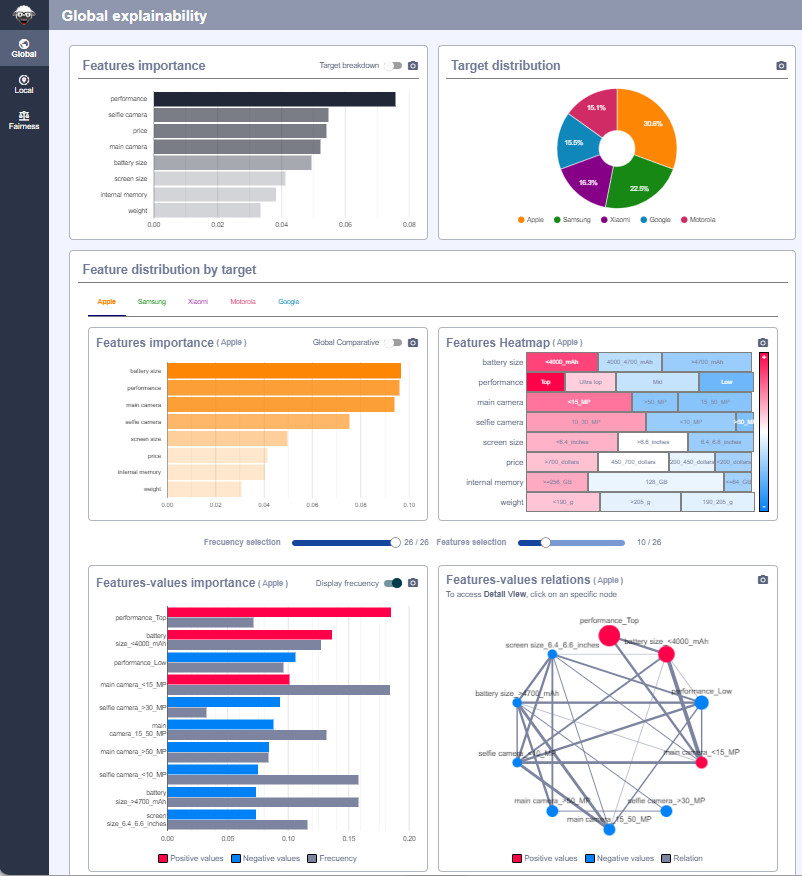 Global explainability
Global
Local
Fairness
Features importance
Target breakdown
performance
selfie camera
price
main camera
battery size
screen size
internal memory
weight
0.00 0.02 0.04 0.06 0.08
Target distribution
30.6%
22.5%
16.3%
15.5%
15.1%
Apple Samsung Xiaomi Google Motorola
Feature distribution by target
Apple Samsung Xiaomi Motorola Google
Features importance ( Apple )
Global Comparative
battery size
performance
main camera
selfie camera
screen size
price
internal memory
weight
0.00 0.02 0.04 0.06 0.08 0.10
Features Heatmap ( Apple )
battery size <4000_mAh 4000_4700_mAh >4700_mAh
performance Top Ultra top Mid Low
main camera <15_MP >50_MP 15_50_MP
selfie camera 10_30_MP <10_MP
screen size <6.4_inches >6.6_inches 6.4_6.6_inches
price >700_dollars 450_700_dollars 200_450_dollars <200_dollars
internal memory >=256_GB 128_GB <=64_GB
weight <190_g >205_g 190_205_g
+
-
Frecuency selection 26 / 26 Features selection 10 / 26
Features-values importance ( Apple )
Display frecuency
performance_Top
battery
size_<4000_mAh
performance_Low
main camera_<15_MP
selfie camera_>30_MP
main
camera_15_50_MP
main camera_>50_MP
selfie camera_<10_MP
battery
size_>4700_mAh
screen
size_6.4_6.6_inches
0.00 0.05 0.10 0.15 0.20
Positive values Negative values Frecuency
Features-values relations ( Apple )
To access Detail View, click on an specific node
performance_Top
battery size_<4000_mAh
screen size_6.4_6.6_inches
performance_Low
battery size_>4700_mAh
main camera_<15_MP
selfie camera_<10_MP
main camera_>50_MP
selfie camera_>30_MP
main camera_15_50_MP
Positive values Negative values Relation